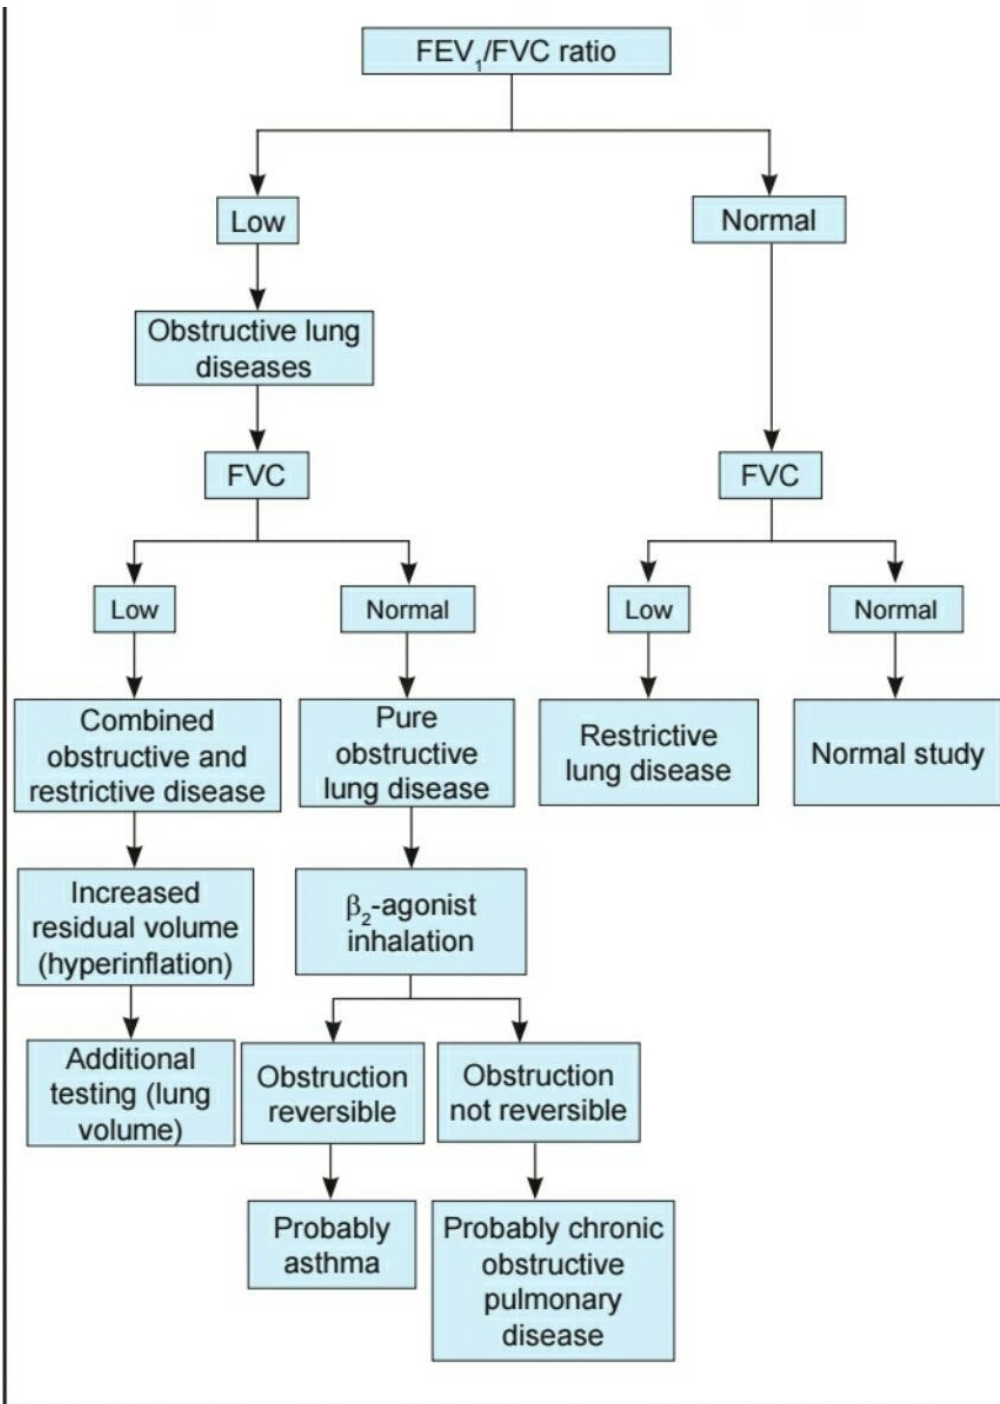 FEV₁/FVC ratio
Low
Normal
Obstructive lung
diseases
FVC
FVC
Low
Normal
Low
Normal
Combined
obstructive and
restrictive disease
Pure
obstructive
lung disease
Restrictive
lung disease
Normal study
Increased
residual volume
(hyperinflation)
β₂-agonist
inhalation
Additional
testing (lung
volume)
Obstruction
reversible
Obstruction
not reversible
Probably
asthma
Probably chronic
obstructive
pulmonary
disease